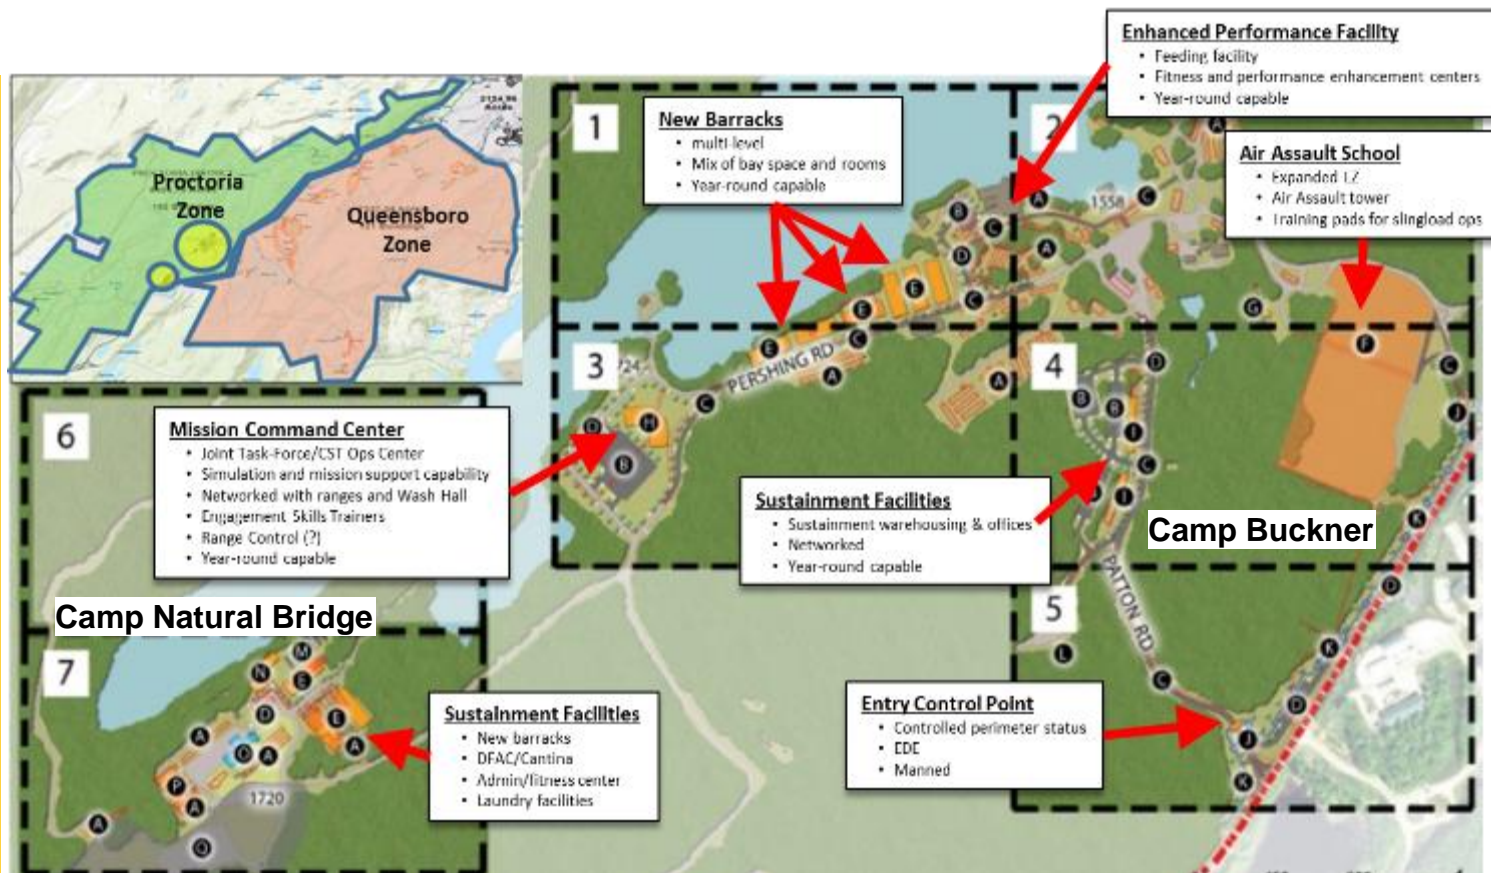 Proctoria
Zone
Queensboro
Zone
1
New Barracks
• multi-level
• Mix of bay space and rooms
• Year-round capable
2
Enhanced Performance Facility
• Feeding facility
• Fitness and performance enhancement centers
• Year-round capable
Air Assault School
• Expanded LZ
• Air Assault tower
• Training pads for slingload ops
A
B
C
A
C
1558
A
D
E
E
C
G
3
E
C
PERSHING RD
A
A
C
724
D
H
B
4
D
B
B
I
C
I
F
C
J
K
Camp Buckner
Sustainment Facilities
• Sustainment warehousing & offices
• Networked
• Year-round capable
6
Mission Command Center
• Joint Task-Force/CST Ops Center
• Simulation and mission support capability
• Networked with ranges and Wash Hall
• Engagement Skills Trainers
• Range Control (?)
• Year-round capable
5
PATTON RD
D
K
L
C
D
J
K
Entry Control Point
• Controlled perimeter status
• EDE
• Manned
Camp Natural Bridge
7
M
N
E
D
E
A
A
O
A
P
A
A
1720
Q
Sustainment Facilities
• New barracks
• DFAC/Cantina
• Admin/fitness center
• Laundry facilities